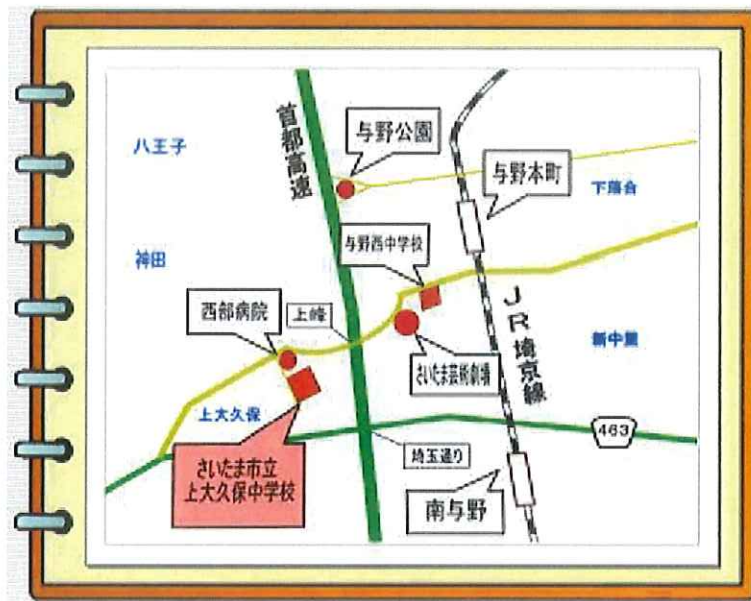 八王子
首都高速
与野公園
与野本町
下落合
神田
与野西中学校
西部病院
上峰
さいたま芸術劇場
JR埼京線
新中里
上大久保
463
さいたま市立
上大久保中学校
埼玉通り
南与野